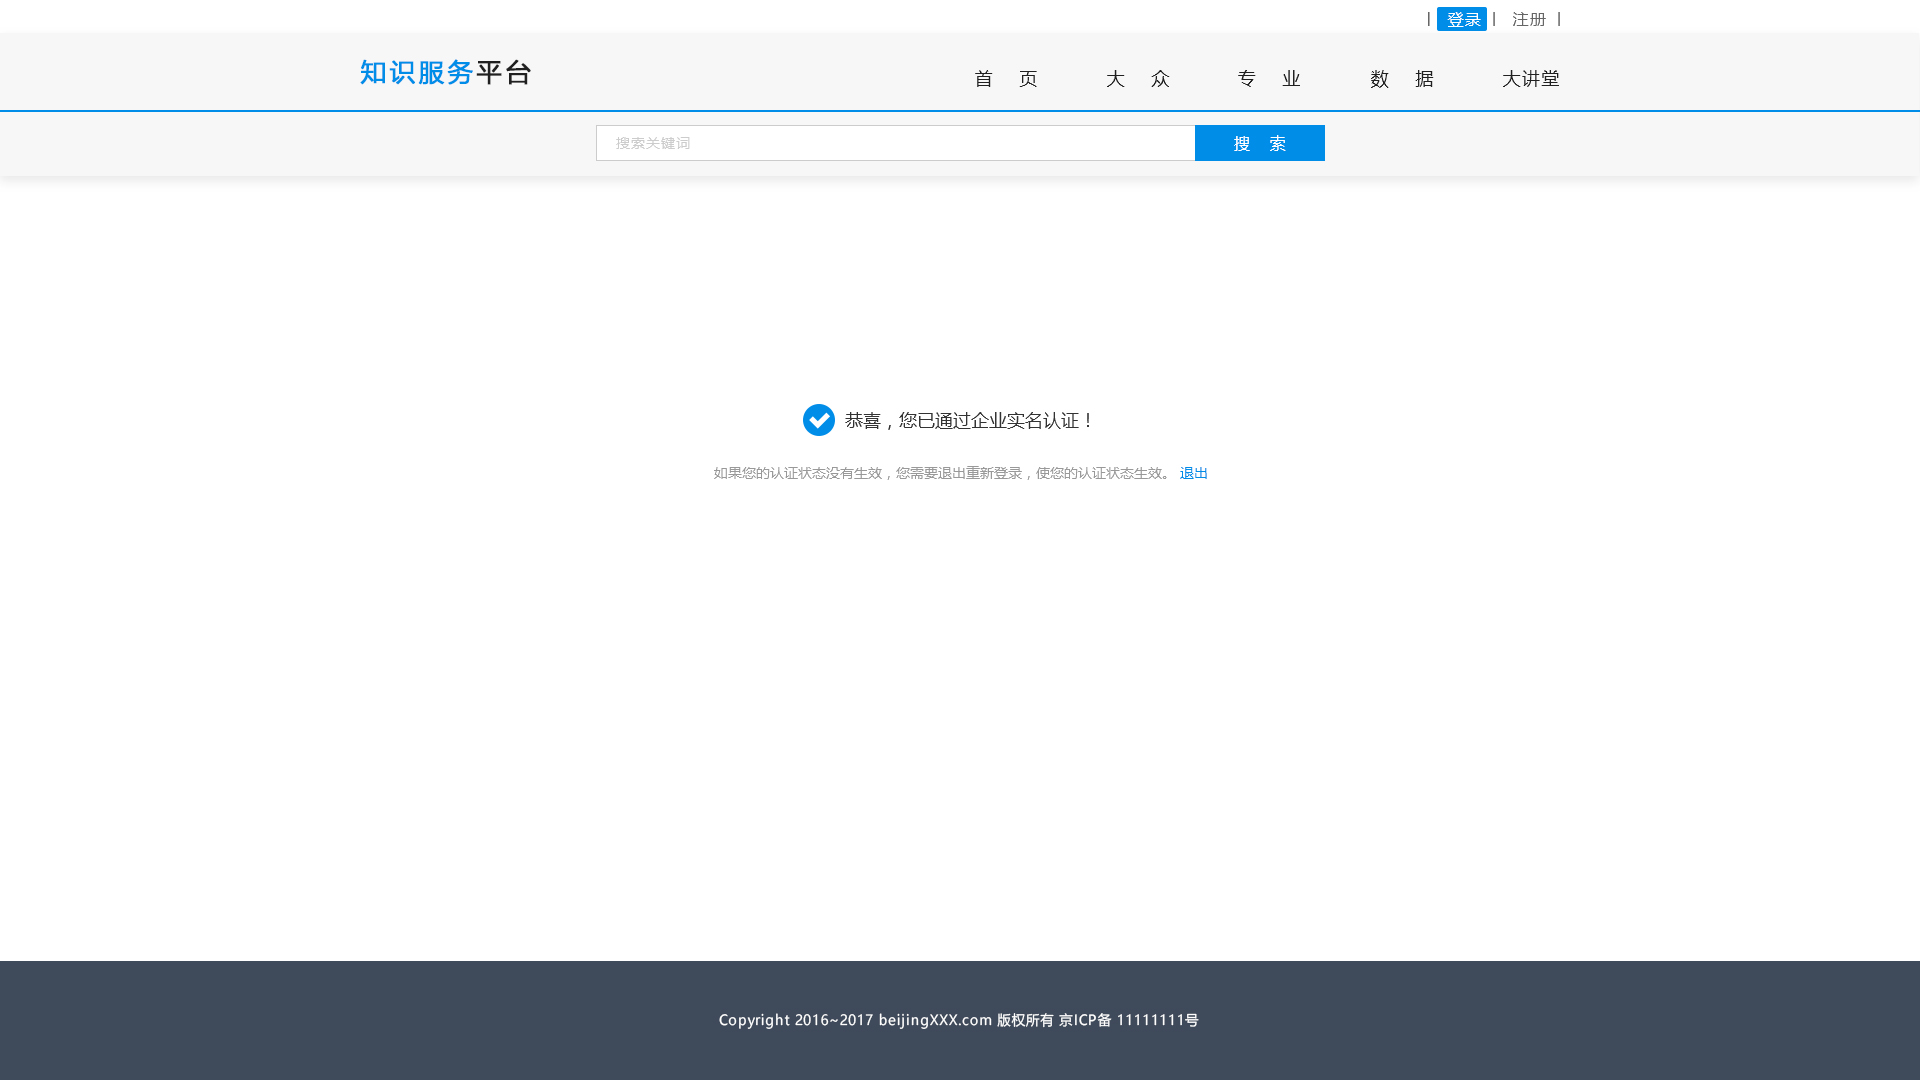 | 登录 | 注册 |
知识服务平台
首 页 大 众 专 业 数 据 大讲堂
搜索关键词 搜 索
恭喜，您已通过企业实名认证！
如果您的认证状态没有生效，您需要退出重新登录，使您的认证状态生效。 退出
Copyright 2016~2017 beijingXXX.com 版权所有 京ICP备 11111111号